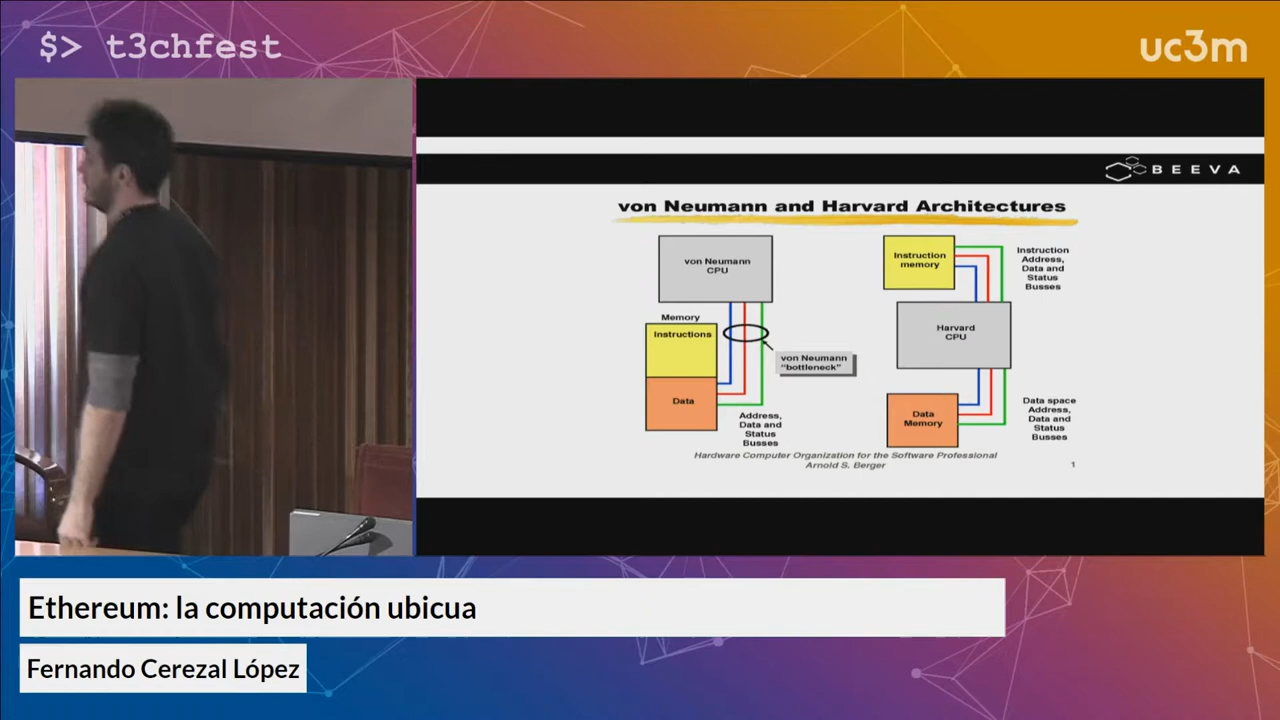 $> t3chfest
uc3m
BEEVA
von Neumann and Harvard Architectures
von Neumann
CPU
Memory
Instructions
Data
von Neumann
"bottleneck"
Address,
Data and
Status
Busses
Instruction
memory
Instruction
Address,
Data and
Status
Busses
Harvard
CPU
Data
Memory
Data space
Address,
Data and
Status
Busses
Hardware Computer Organization for the Software Professional
Arnold S. Berger
1
Ethereum: la computación ubicua
Fernando Cerezal López